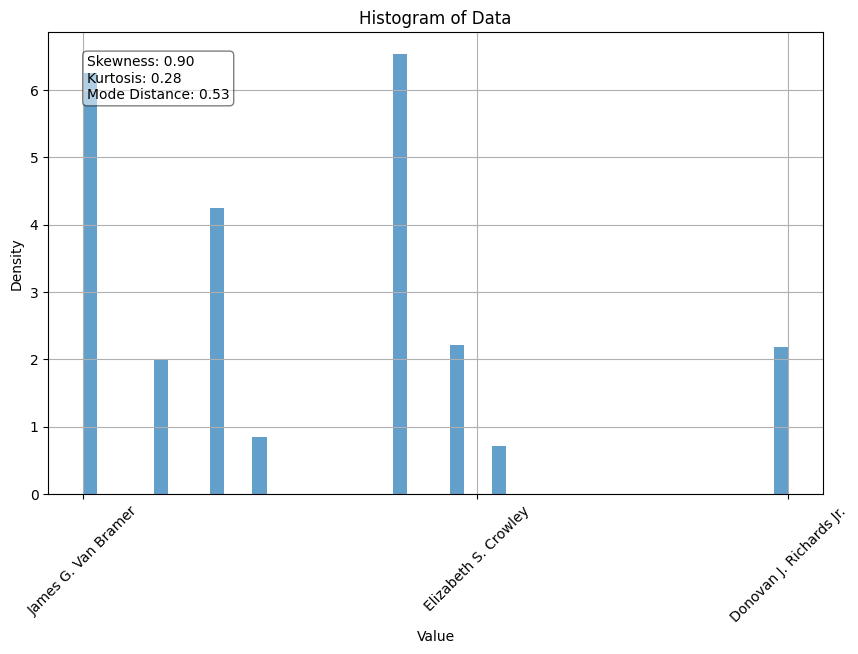 Histogram of Data
Skewness: 0.90
Kurtosis: 0.28
Mode Distance: 0.53
Density
6
5
4
3
2
1
0
James G. Van Bramer
Elizabeth S. Crowley
Donovan J. Richards Jr.
Value